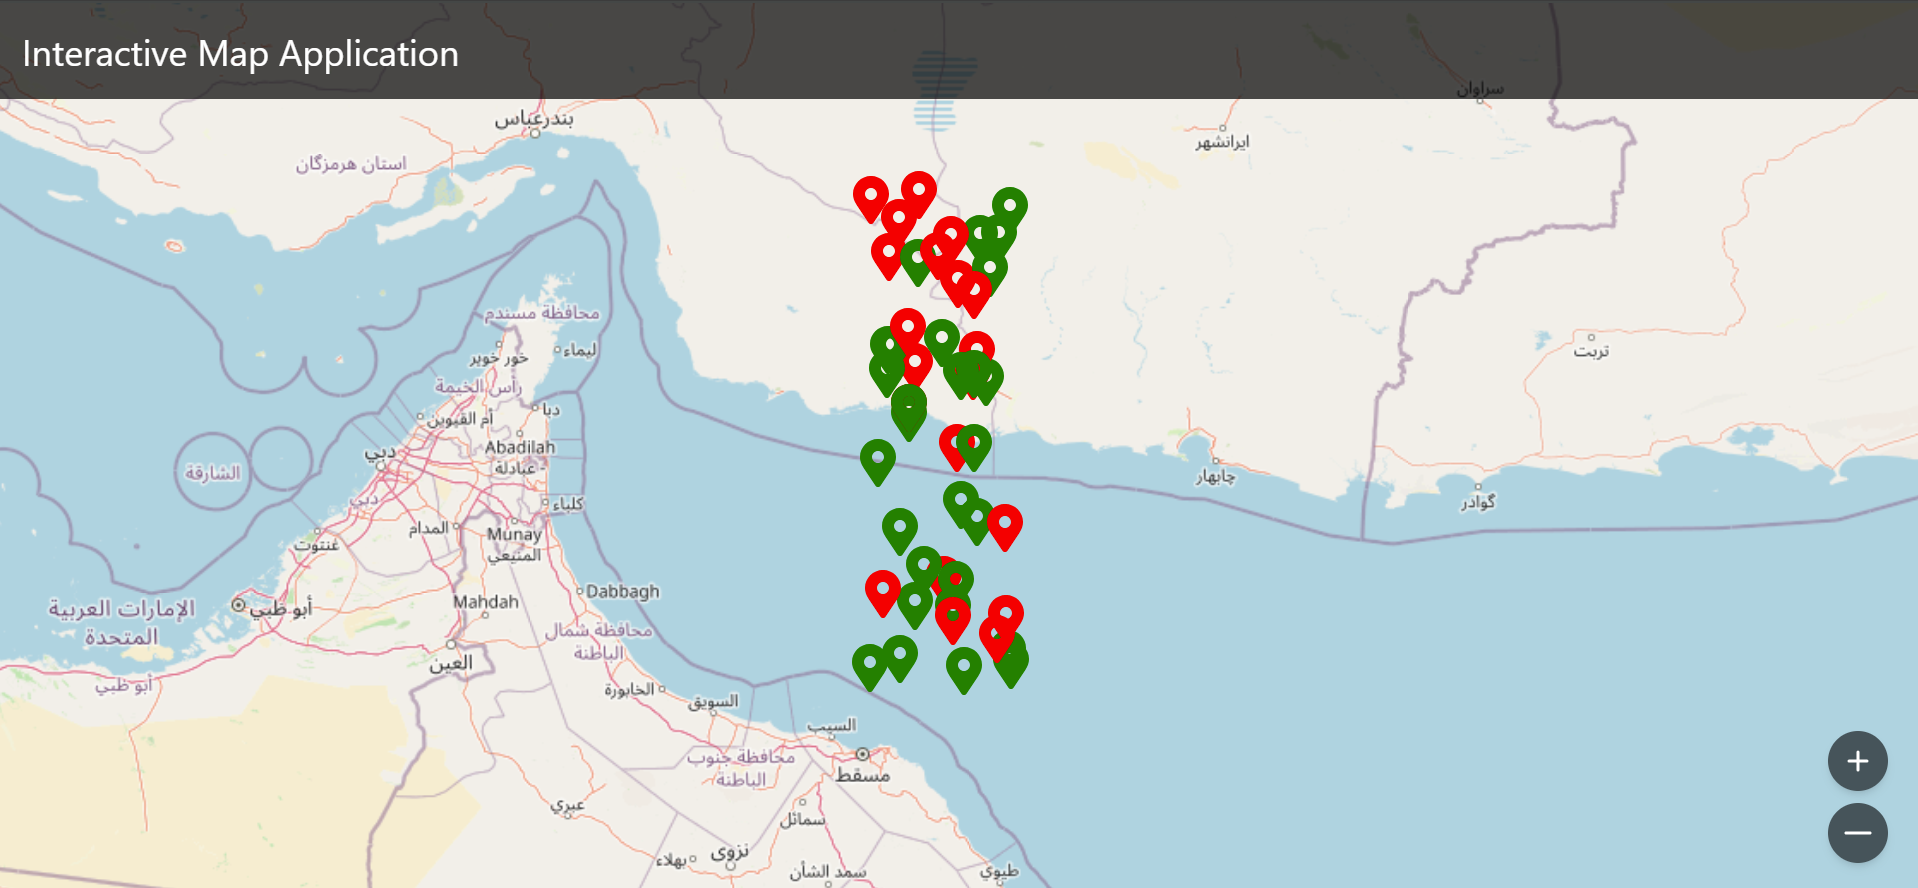 Interactive Map Application
سراوان
بندرعباس
ایرانشهر
استان هرمزگان
محافظة مسندم
خور خوير
ليماء
تربت
رأس الخيمة
دبا
أم القيوين
Abadilah
- عبادلة
دبي
الشارقة
چابهار
دبي
كلباء
گوادر
المدام
Munay
المنيعي
غنتوت
Dabbagh
Mahdah
الإمارات العربية
المتحدة
أبو ظبي
محافظة شمال
الباطنة
العين
أبو ظبي
الخابورة
السويق
السيب
محافظة جنوب
الباطنة
مسقط
عبري
سمائل
نزوى
بهلاء
سمد الشأن
طيوي